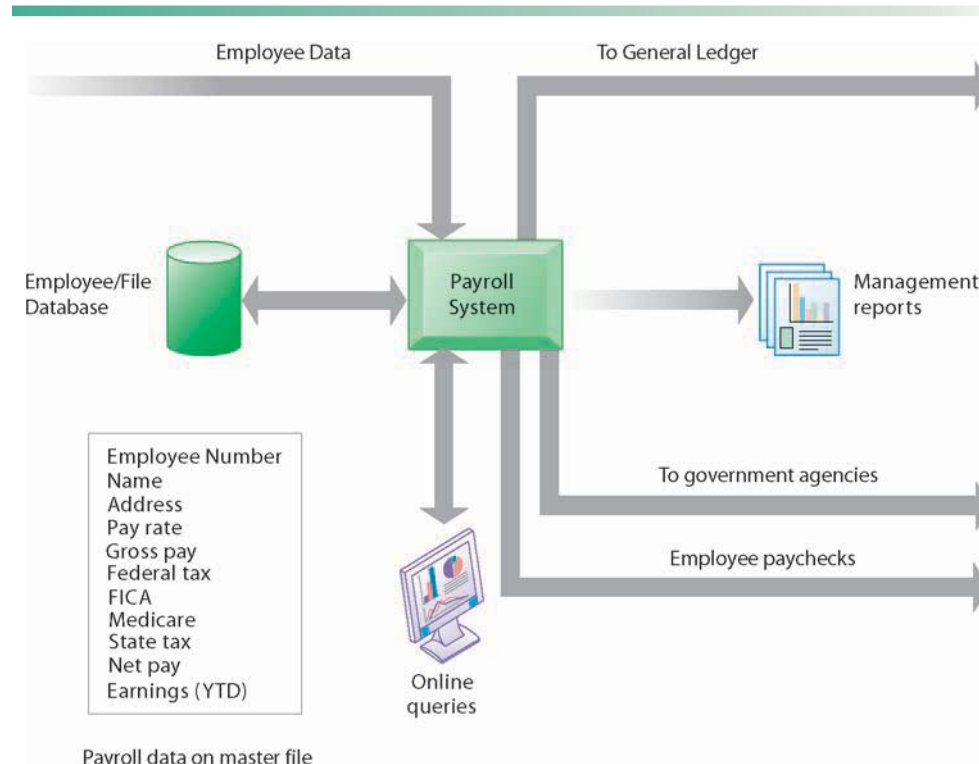 Employee Data
To General Ledger
Employee/File
Database
Payroll
System
Management
reports
Employee Number
Name
Address
Pay rate
Gross pay
Federal tax
FICA
Medicare
State tax
Net pay
Earnings (YTD)
To government agencies
Employee paychecks
Online
queries
Payroll data on master file